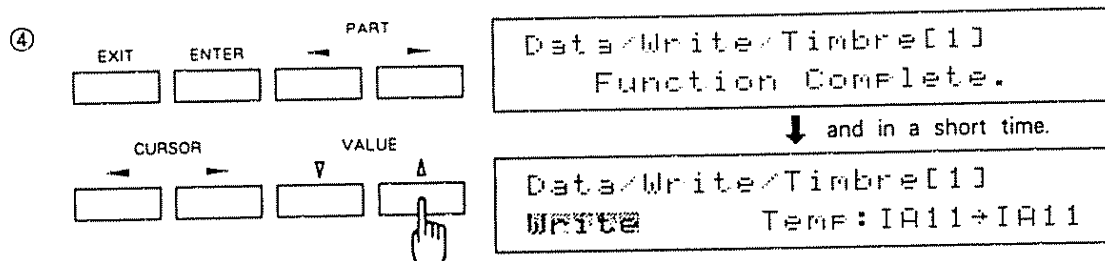 ④
PART
EXIT ENTER ◄ ►
CURSOR VALUE
◄ ► ▽ △
Data/Write/Timbre[1]
Function Complete.
⬇ and in a short time.
Data/Write/Timbre[1]
Write Temp:IA11→IA11